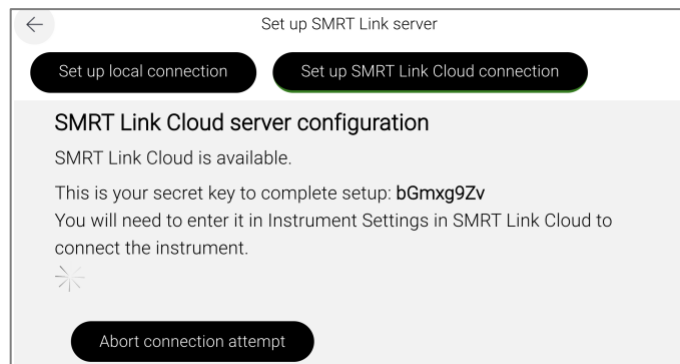 Set up SMRT Link server
Set up local connection
Set up SMRT Link Cloud connection
SMRT Link Cloud server configuration
SMRT Link Cloud is available.
This is your secret key to complete setup: bGmxg9Zv
You will need to enter it in Instrument Settings in SMRT Link Cloud to
connect the instrument.
Abort connection attempt